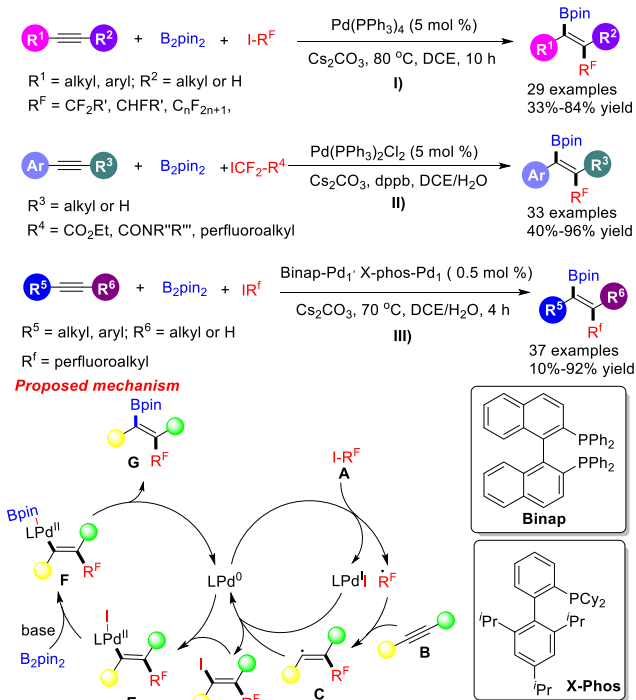 R¹ R² + B₂pin₂ + I-Rᶠ
Pd(PPh₃)₄ (5 mol %)
Cs₂CO₃, 80 °C, DCE, 10 h
I)
Bpin
R¹ R²
Rᶠ
R¹ = alkyl, aryl; R² = alkyl or H
Rᶠ = CF₂R', CHFR', CₙF₂ₙ₊₁,
29 examples
33%-84% yield
Ar R³ + B₂pin₂ +ICF₂-R⁴
Pd(PPh₃)₂Cl₂ (5 mol %)
Cs₂CO₃, dppb, DCE/H₂O
II)
Bpin
Ar R³
Rᶠ
R³ = alkyl or H
R⁴ = CO₂Et, CONR''R''', perfluoroalkyl
33 examples
40%-96% yield
R⁵ R⁶ + B₂pin₂ + IRᶠ
Binap-Pd₁, X-phos-Pd₁ ( 0.5 mol %)
Cs₂CO₃, 70 °C, DCE/H₂O, 4 h
III)
Bpin
R⁵ R⁶
Rᶠ
R⁵ = alkyl, aryl; R⁶ = alkyl or H
Rᶠ = perfluoroalkyl
37 examples
10%-92% yield
Proposed mechanism
Bpin
G Rᶠ
I-Rᶠ
A
Bpin
LPdᴵᴵ
F Rᶠ
LPd⁰
LPdᴵI Rᶠ
base
B₂pin₂
I
LPdᴵᴵ
Rᶠ
I
Rᶠ
C Rᶠ
B
PPh₂
PPh₂
Binap
PCy₂
ⁱPr ⁱPr
ⁱPr
X-Phos